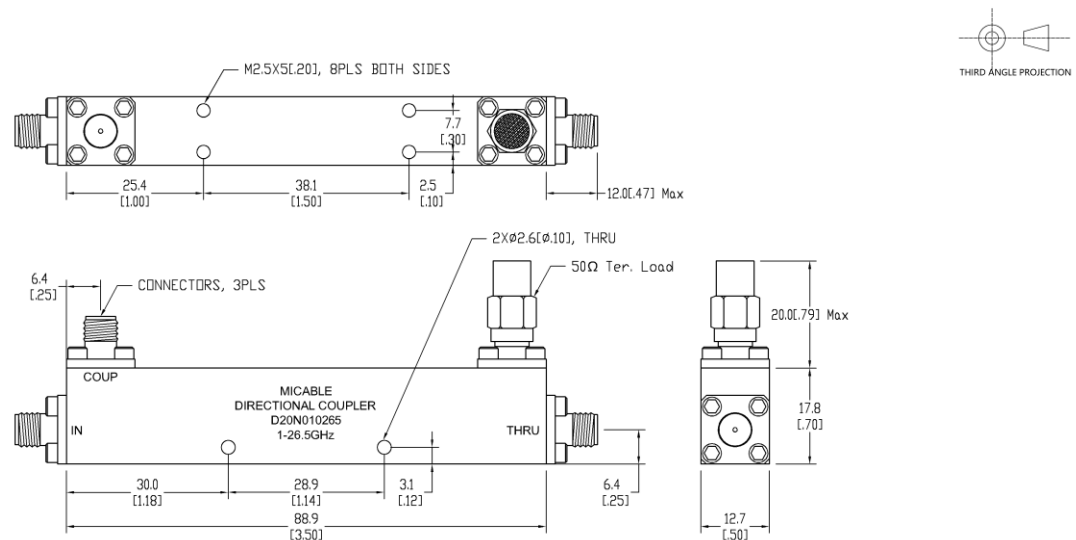 THIRD ANGLE PROJECTION
M2.5X5[.20], 8PLS BOTH SIDES
7.7
[.30]
25.4
[1.00]
38.1
[1.50]
2.5
[.10]
12.0[.47] Max
2XØ2.6[Ø.10], THRU
50Ω Ter. Load
6.4
[.25]
CONNECTORS, 3PLS
20.0[.79] Max
COUP
MICABLE
DIRECTIONAL COUPLER
D20N010265
1-26.5GHz
IN
THRU
17.8
[.70]
30.0
[1.18]
28.9
[1.14]
3.1
[.12]
6.4
[.25]
88.9
[3.50]
12.7
[.50]